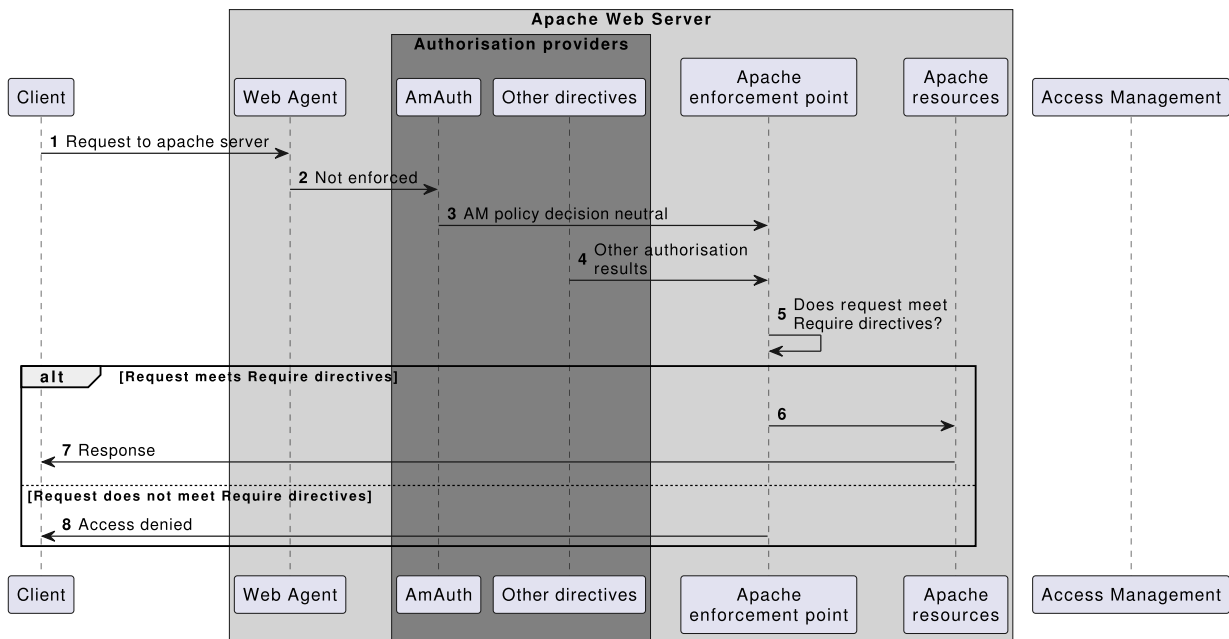 Apache Web Server
Authorisation providers
Client
Web Agent
AmAuth
Other directives
Apache
enforcement point
Apache
resources
Access Management
1 Request to apache server
2 Not enforced
3 AM policy decision neutral
4 Other authorisation
results
5 Does request meet
Require directives?
alt [Request meets Require directives]
6
7 Response
[Request does not meet Require directives]
8 Access denied
Client
Web Agent
AmAuth
Other directives
Apache
enforcement point
Apache
resources
Access Management